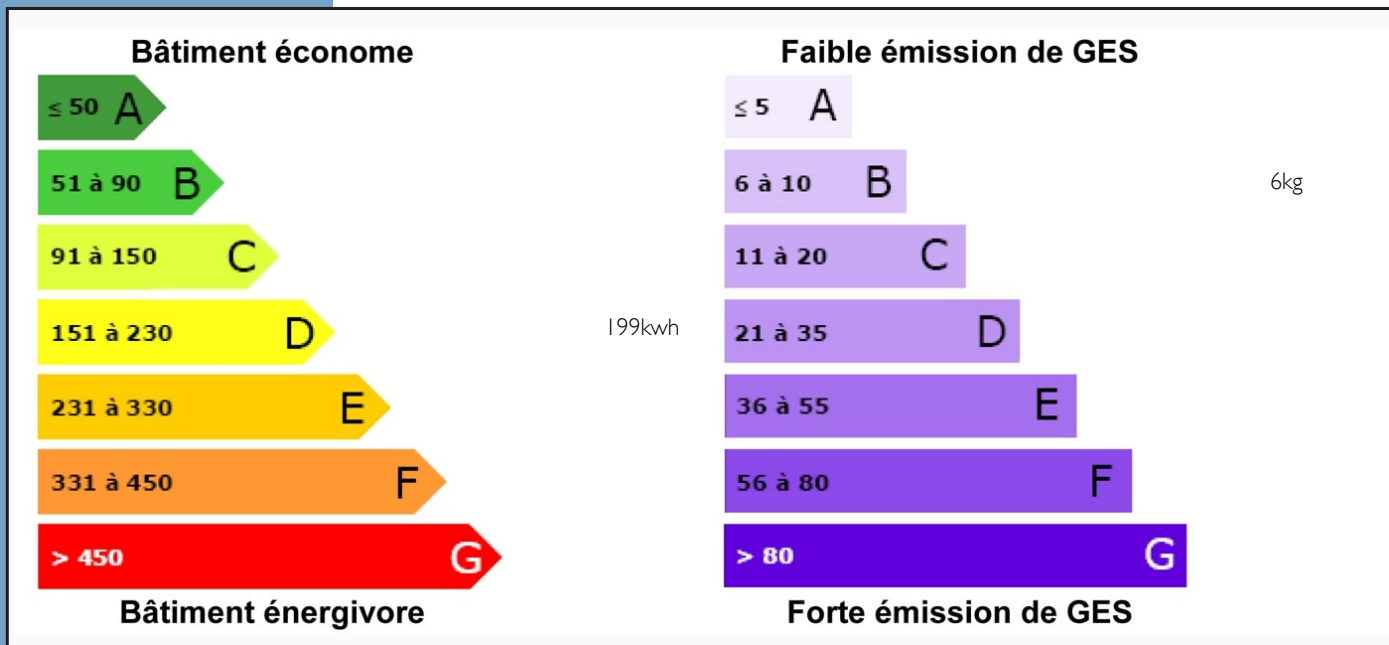 Bâtiment économe
≤ 50 A
51 à 90 B
91 à 150 C
151 à 230 D
199kwh
231 à 330 E
331 à 450 F
> 450 G
Bâtiment énergivore
Faible émission de GES
≤ 5 A
6 à 10 B
6kg
11 à 20 C
21 à 35 D
36 à 55 E
56 à 80 F
> 80 G
Forte émission de GES